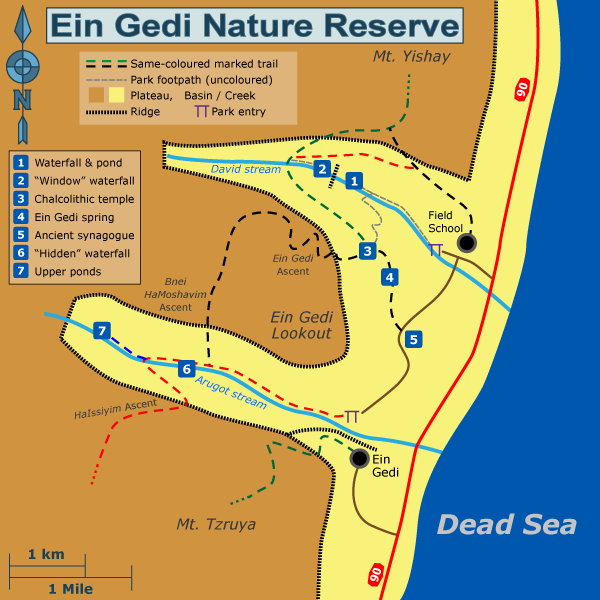 Ein Gedi Nature Reserve
N
Same-coloured marked trail
Park footpath (uncoloured)
Plateau, Basin / Creek
Ridge Park entry
Mt. Yishay
90
1 Waterfall & pond
2 "Window" waterfall
3 Chalcolithic temple
4 Ein Gedi spring
5 Ancient synagogue
6 "Hidden" waterfall
7 Upper ponds
David stream
2
1
Field
School
3
Ein Gedi
Ascent
4
Bnei
HaMoshavim
Ascent
Ein Gedi
Lookout
5
7
6
Arugot stream
HaIssiyim Ascent
Ein
Gedi
Mt. Tzruya
Dead Sea
90
1 km
1 Mile